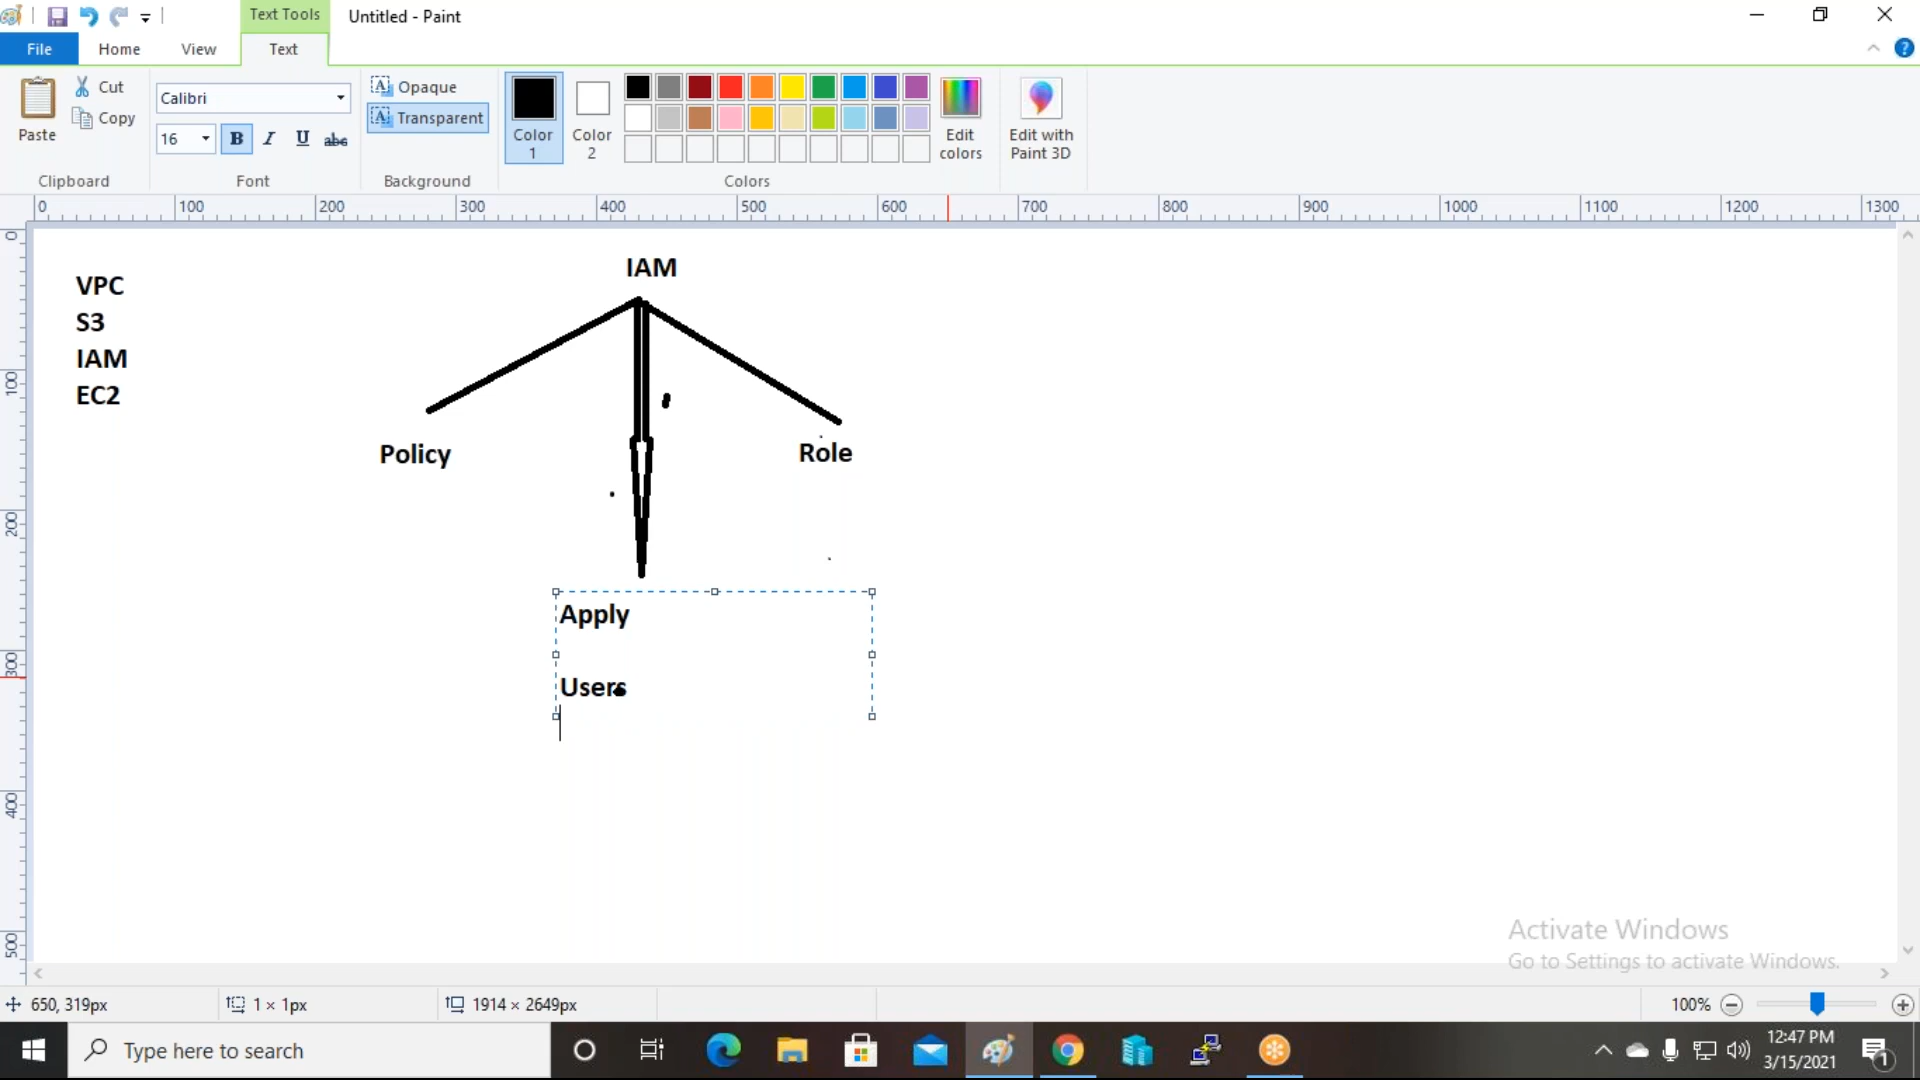 Text Tools
Untitled - Paint
File
Home
View
Text
Paste
Cut
Copy
Clipboard
Calibri
16
B
I
U
abc
Font
Opaque
Transparent
Background
Color
1
Color
2
Edit
colors
Colors
Edit with
Paint 3D
0 100 200 300 400 500 600 700 800 900 1000 1100 1200 1300
0
100
200
300
400
500
VPC
S3
IAM
EC2
IAM
Policy
Role
Apply
Users
Activate Windows
Go to Settings to activate Windows.
650, 319px
1 × 1px
1914 × 2649px
100%
Type here to search
12:47 PM
3/15/2021
1